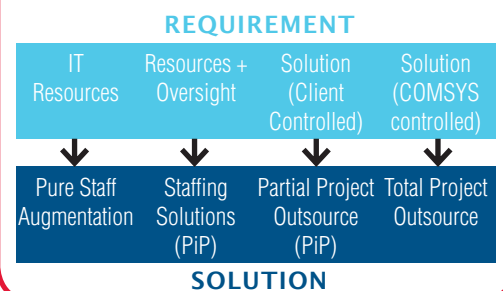 REQUIREMENT
IT Resources + Solution Solution
Resources Oversight (Client (COMSYS
Controlled) controlled)
Pure Staff Staffing Partial Project Total Project
Augmentation Solutions Outsource Outsource
(PiP) (PiP)
SOLUTION